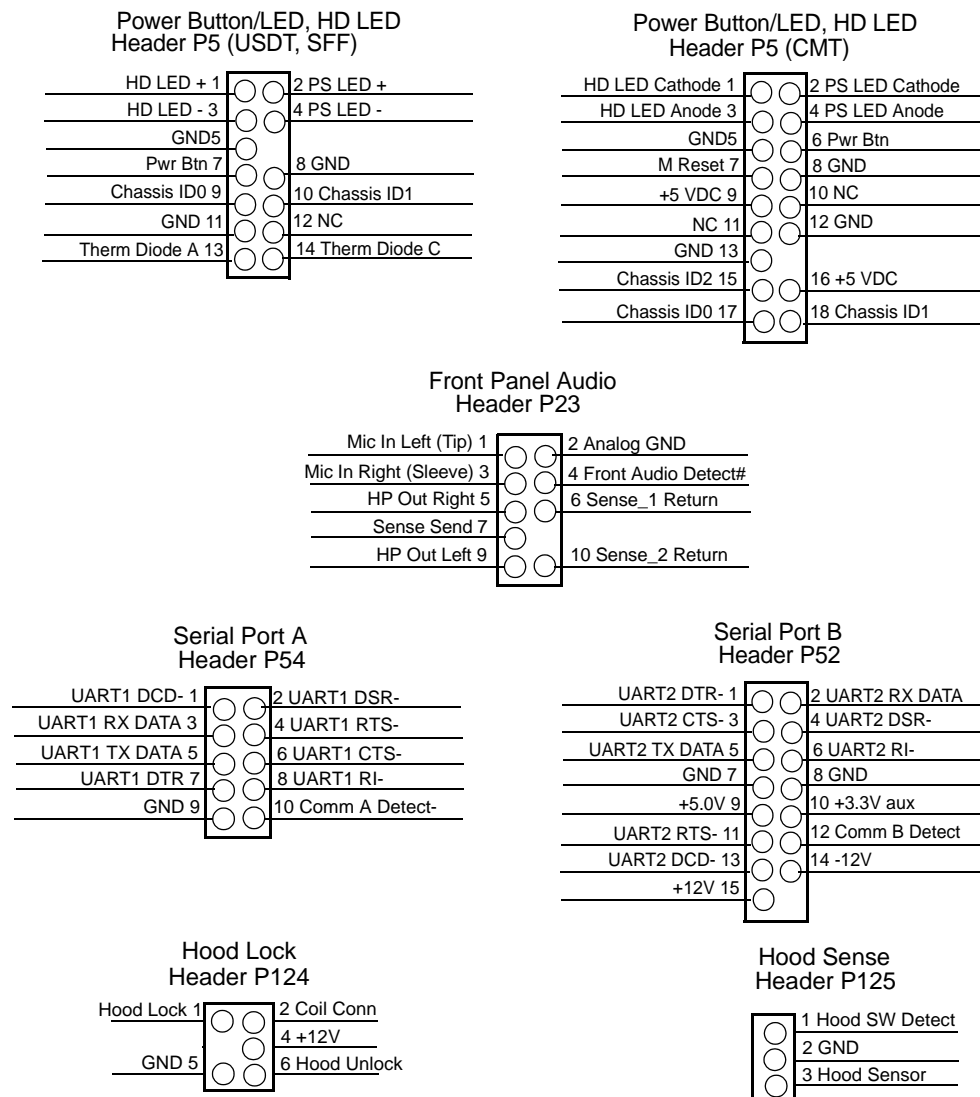 Power Button/LED, HD LED
Header P5 (USDT, SFF)
HD LED + 1
2 PS LED +
HD LED - 3
4 PS LED -
GND5
Pwr Btn 7
8 GND
Chassis ID0 9
10 Chassis ID1
GND 11
12 NC
Therm Diode A 13
14 Therm Diode C
Power Button/LED, HD LED
Header P5 (CMT)
HD LED Cathode 1
2 PS LED Cathode
HD LED Anode 3
4 PS LED Anode
GND5
6 Pwr Btn
M Reset 7
8 GND
+5 VDC 9
10 NC
NC 11
12 GND
GND 13
Chassis ID2 15
16 +5 VDC
Chassis ID0 17
18 Chassis ID1
Front Panel Audio
Header P23
Mic In Left (Tip) 1
2 Analog GND
Mic In Right (Sleeve) 3
4 Front Audio Detect#
HP Out Right 5
6 Sense_1 Return
Sense Send 7
HP Out Left 9
10 Sense_2 Return
Serial Port A
Header P54
UART1 DCD- 1
2 UART1 DSR-
UART1 RX DATA 3
4 UART1 RTS-
UART1 TX DATA 5
6 UART1 CTS-
UART1 DTR 7
8 UART1 RI-
GND 9
10 Comm A Detect-
Serial Port B
Header P52
UART2 DTR- 1
2 UART2 RX DATA
UART2 CTS- 3
4 UART2 DSR-
UART2 TX DATA 5
6 UART2 RI-
GND 7
8 GND
+5.0V 9
10 +3.3V aux
UART2 RTS- 11
12 Comm B Detect
UART2 DCD- 13
14 -12V
+12V 15
Hood Lock
Header P124
Hood Lock 1
2 Coil Conn
4 +12V
GND 5
6 Hood Unlock
Hood Sense
Header P125
1 Hood SW Detect
2 GND
3 Hood Sensor